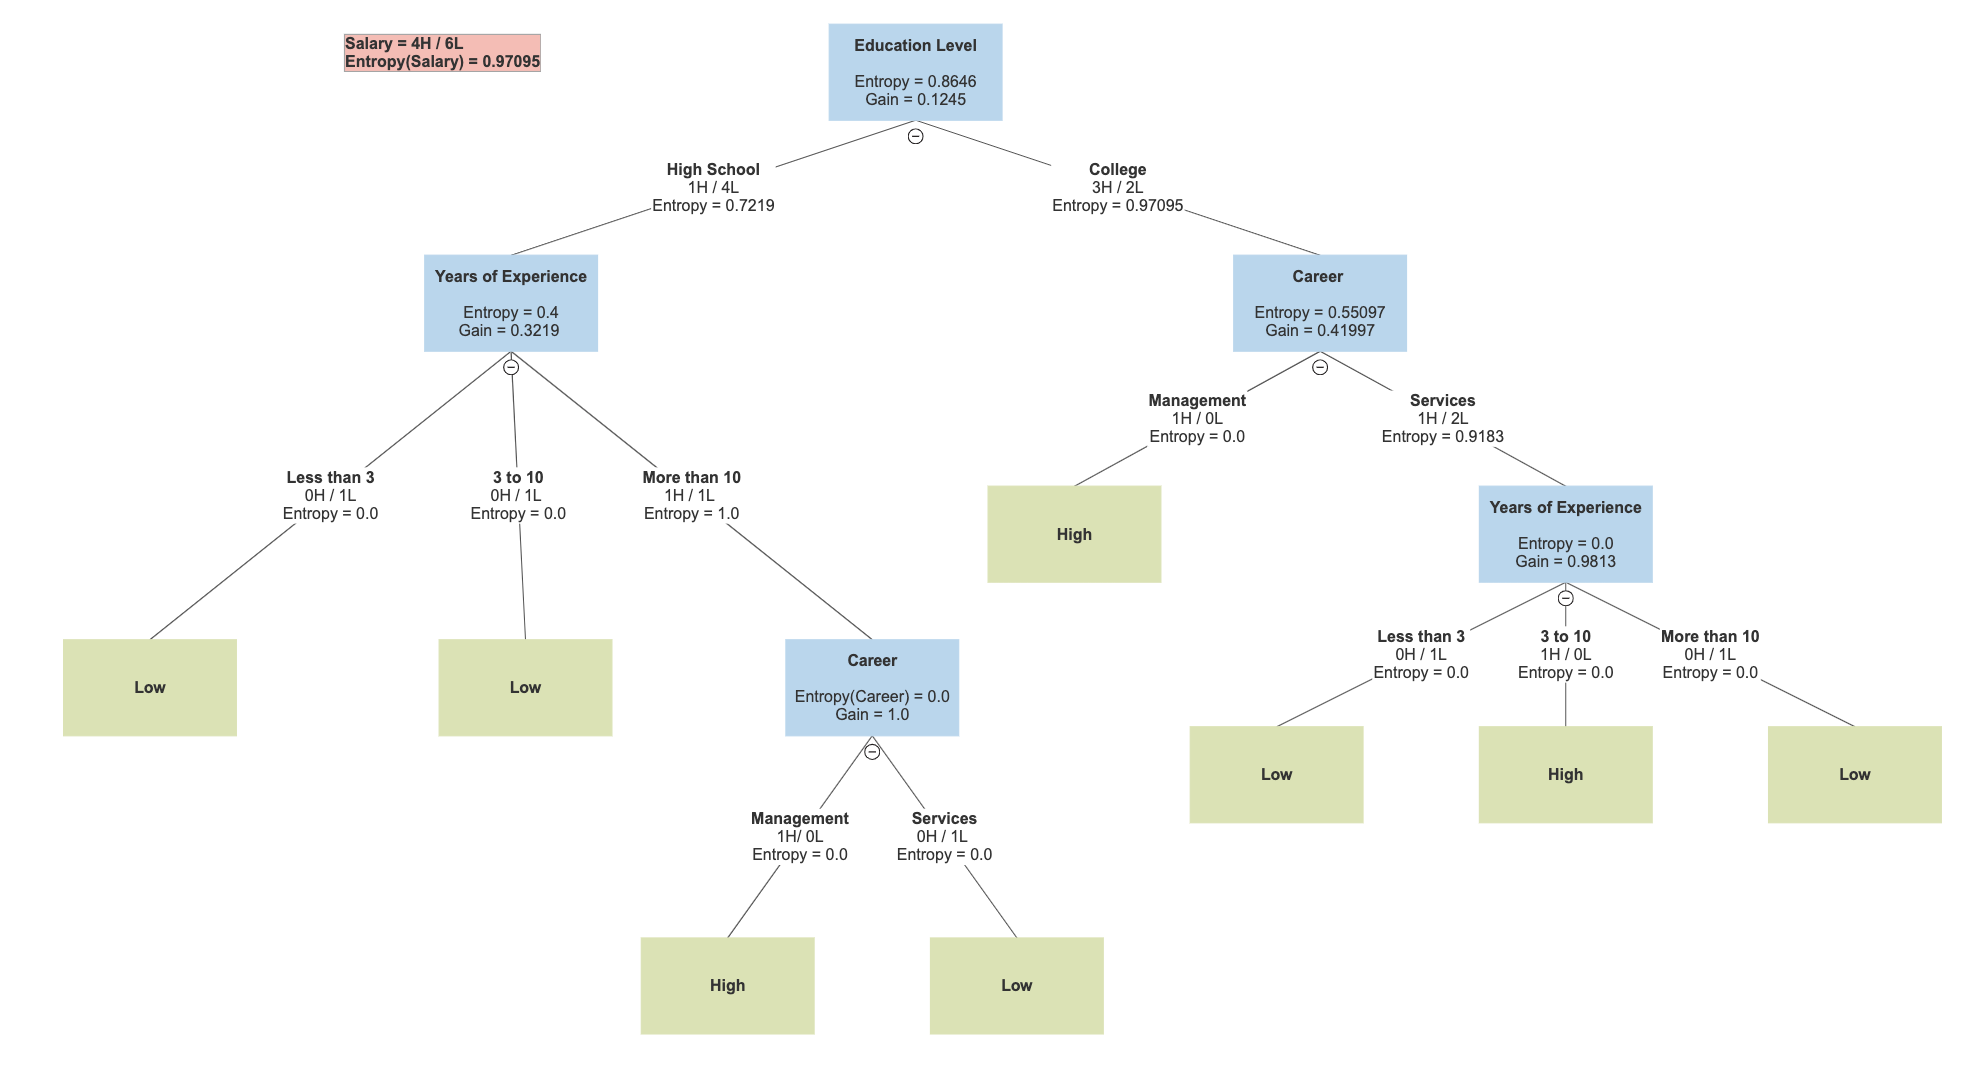 Salary = 4H / 6L
Entropy(Salary) = 0.97095
Education Level
Entropy = 0.8646
Gain = 0.1245
High School
1H / 4L
Entropy = 0.7219
College
3H / 2L
Entropy = 0.97095
Years of Experience
Entropy = 0.4
Gain = 0.3219
Career
Entropy = 0.55097
Gain = 0.41997
Management
1H / 0L
Entropy = 0.0
Services
1H / 2L
Entropy = 0.9183
Less than 3
0H / 1L
Entropy = 0.0
3 to 10
0H / 1L
Entropy = 0.0
More than 10
1H / 1L
Entropy = 1.0
High
Years of Experience
Entropy = 0.0
Gain = 0.9813
Less than 3
0H / 1L
Entropy = 0.0
3 to 10
1H / 0L
Entropy = 0.0
More than 10
0H / 1L
Entropy = 0.0
Low
Low
Career
Entropy(Career) = 0.0
Gain = 1.0
Low
High
Low
Management
1H/ 0L
Entropy = 0.0
Services
0H / 1L
Entropy = 0.0
High
Low